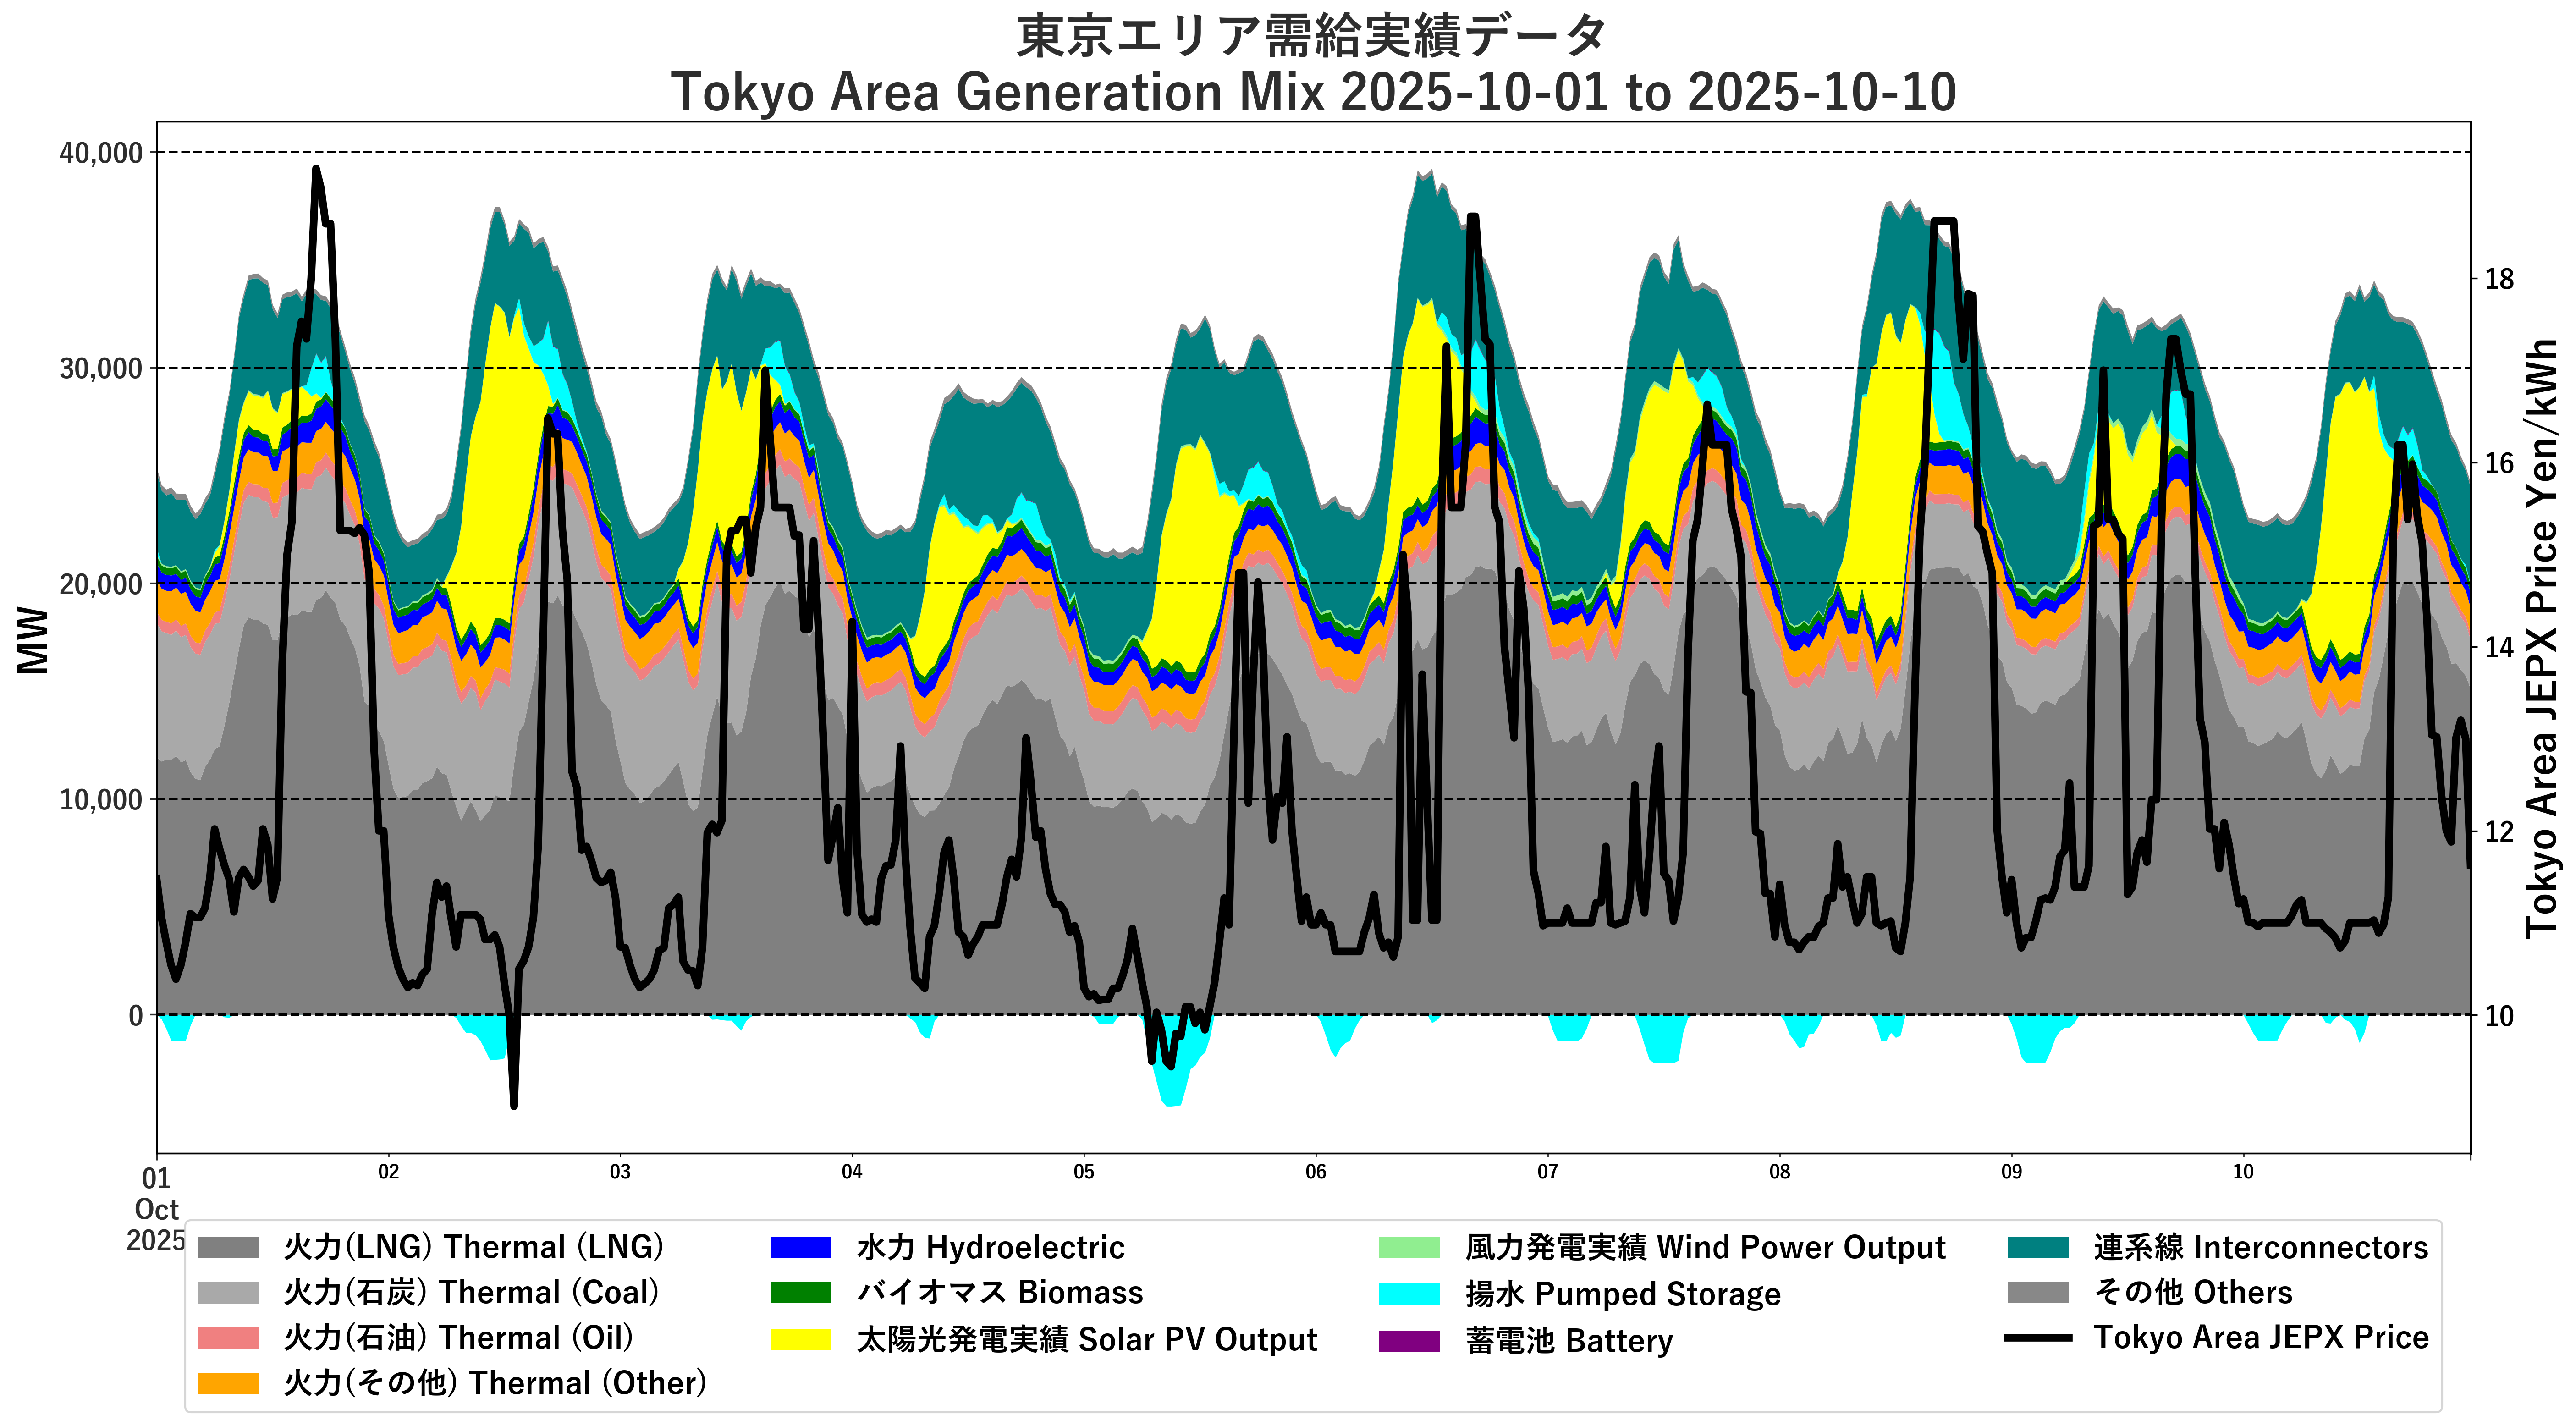 東京エリア需給実績データ
Tokyo Area Generation Mix 2025-10-01 to 2025-10-10
MW
40,000
30,000
20,000
10,000
0
18
16
14
12
10
Tokyo Area JEPX Price Yen/kWh
01 02 03 04 05 06 07 08 09 10
Oct
2025
火力(LNG) Thermal (LNG)
火力(石炭) Thermal (Coal)
火力(石油) Thermal (Oil)
火力(その他) Thermal (Other)
水力 Hydroelectric
バイオマス Biomass
太陽光発電実績 Solar PV Output
風力発電実績 Wind Power Output
揚水 Pumped Storage
蓄電池 Battery
連系線 Interconnectors
その他 Others
Tokyo Area JEPX Price